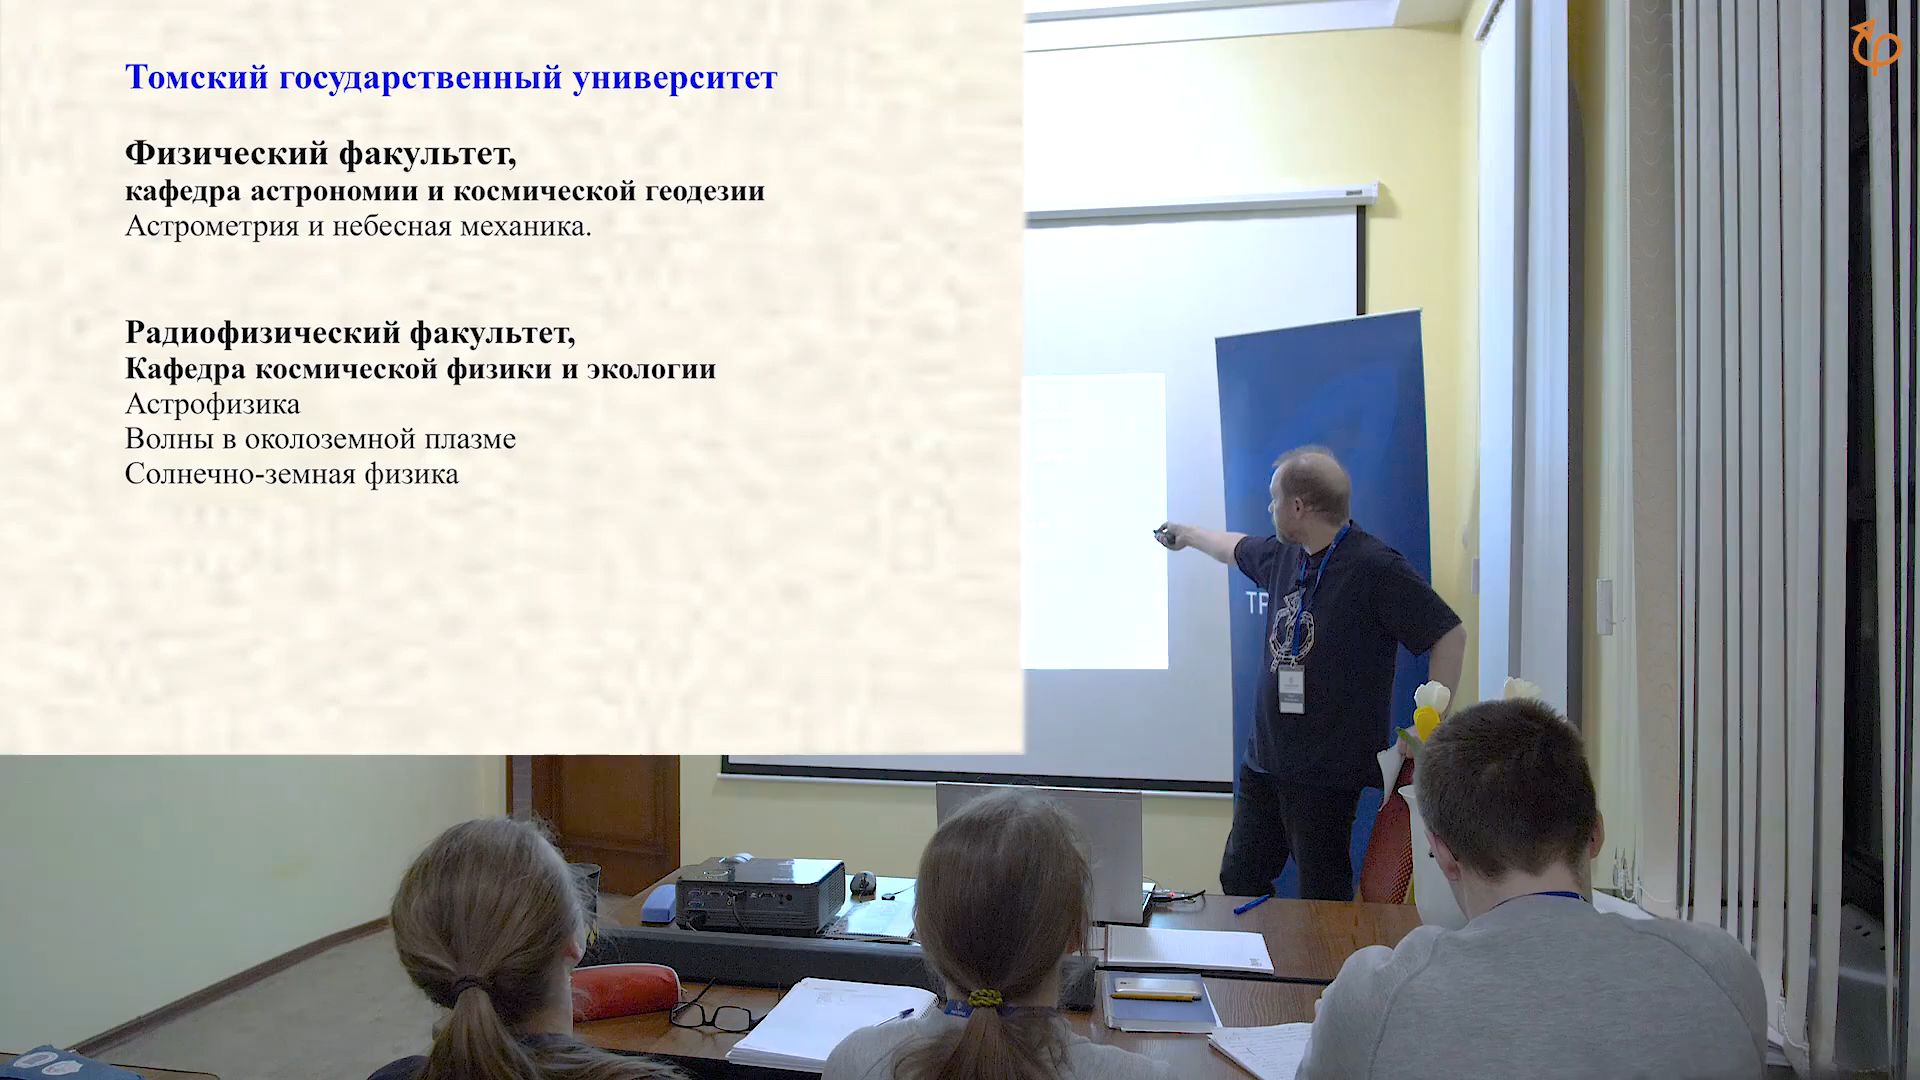 Томский государственный университет
Физический факультет,
кафедра астрономии и космической геодезии
Астрометрия и небесная механика.
Радиофизический факультет,
Кафедра космической физики и экологии
Астрофизика
Волны в околоземной плазме
Солнечно-земная физика